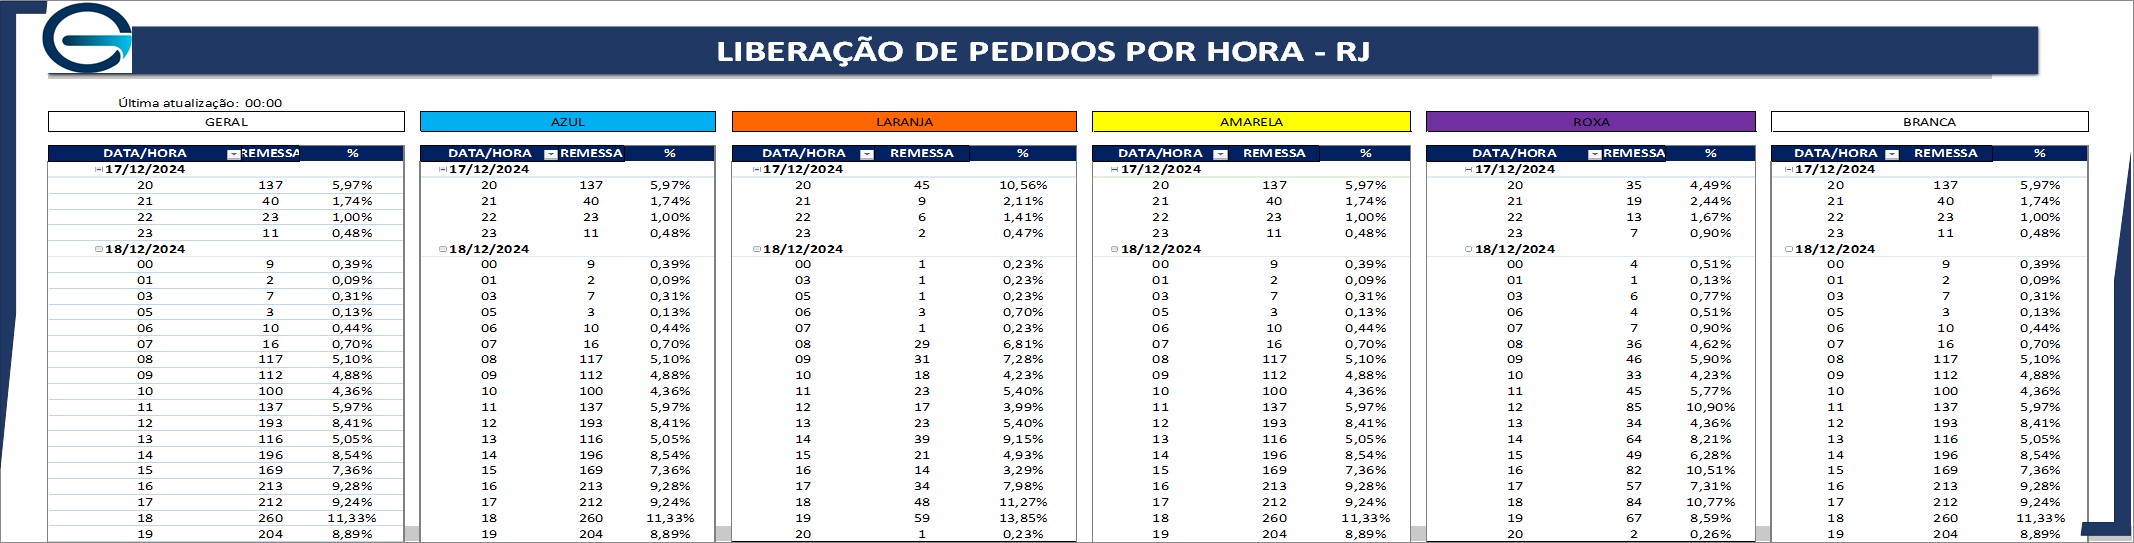 LIBERAÇÃO DE PEDIDOS POR HORA - RJ
Última atualização: 00:00
GERAL AZUL LARANJA AMARELA ROXA BRANCA
DATA/HORA REMESSA % DATA/HORA REMESSA % DATA/HORA REMESSA % DATA/HORA REMESSA % DATA/HORA REMESSA % DATA/HORA REMESSA %
17/12/2024 17/12/2024 17/12/2024 17/12/2024 17/12/2024 17/12/2024
20 137 5,97% 20 137 5,97% 20 45 10,56% 20 137 5,97% 20 35 4,49% 20 137 5,97%
21 40 1,74% 21 40 1,74% 21 9 2,11% 21 40 1,74% 21 19 2,44% 21 40 1,74%
22 23 1,00% 22 23 1,00% 22 6 1,41% 22 23 1,00% 22 13 1,67% 22 23 1,00%
23 11 0,48% 23 11 0,48% 23 2 0,47% 23 11 0,48% 23 7 0,90% 23 11 0,48%
18/12/2024 18/12/2024 18/12/2024 18/12/2024 18/12/2024 18/12/2024
00 9 0,39% 00 9 0,39% 00 1 0,23% 00 9 0,39% 00 4 0,51% 00 9 0,39%
01 2 0,09% 01 2 0,09% 03 1 0,23% 01 2 0,09% 01 1 0,13% 01 2 0,09%
03 7 0,31% 03 7 0,31% 05 1 0,23% 03 7 0,31% 03 6 0,77% 03 7 0,31%
05 3 0,13% 05 3 0,13% 06 3 0,70% 05 3 0,13% 06 4 0,51% 05 3 0,13%
06 10 0,44% 06 10 0,44% 07 1 0,23% 06 10 0,44% 07 7 0,90% 06 10 0,44%
07 16 0,70% 07 16 0,70% 08 29 6,81% 07 16 0,70% 08 36 4,62% 07 16 0,70%
08 117 5,10% 08 117 5,10% 09 31 7,28% 08 117 5,10% 09 46 5,90% 08 117 5,10%
09 112 4,88% 09 112 4,88% 10 18 4,23% 09 112 4,88% 10 33 4,23% 09 112 4,88%
10 100 4,36% 10 100 4,36% 11 23 5,40% 10 100 4,36% 11 45 5,77% 10 100 4,36%
11 137 5,97% 11 137 5,97% 12 17 3,99% 11 137 5,97% 12 85 10,90% 11 137 5,97%
12 193 8,41% 12 193 8,41% 13 23 5,40% 12 193 8,41% 13 34 4,36% 12 193 8,41%
13 116 5,05% 13 116 5,05% 14 39 9,15% 13 116 5,05% 14 64 8,21% 13 116 5,05%
14 196 8,54% 14 196 8,54% 15 21 4,93% 14 196 8,54% 15 49 6,28% 14 196 8,54%
15 169 7,36% 15 169 7,36% 16 14 3,29% 15 169 7,36% 16 82 10,51% 15 169 7,36%
16 213 9,28% 16 213 9,28% 17 34 7,98% 16 213 9,28% 17 57 7,31% 16 213 9,28%
17 212 9,24% 17 212 9,24% 18 48 11,27% 17 212 9,24% 18 84 10,77% 17 212 9,24%
18 260 11,33% 18 260 11,33% 19 59 13,85% 18 260 11,33% 19 67 8,59% 18 260 11,33%
19 204 8,89% 19 204 8,89% 20 1 0,23% 19 204 8,89% 20 2 0,26% 19 204 8,89%